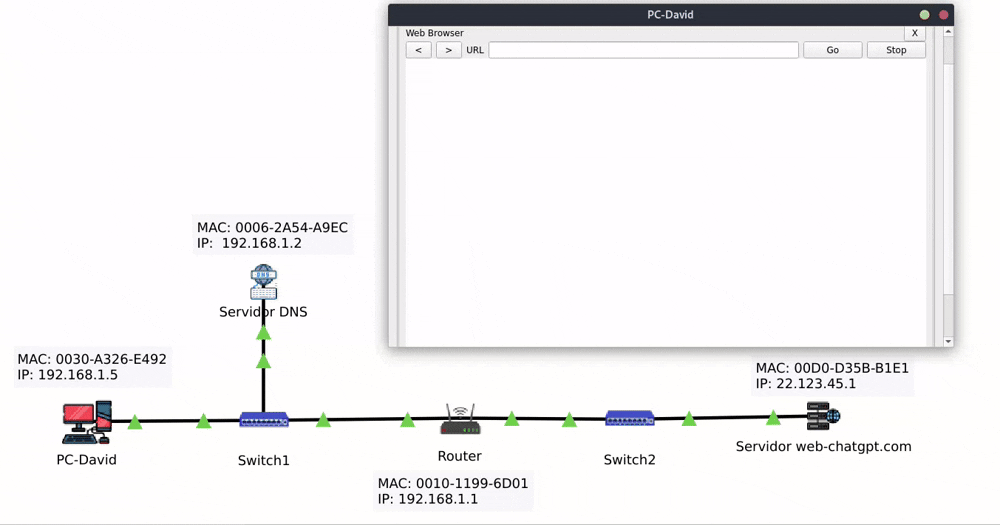 PC-David
Web Browser
X
< > URL Go Stop
MAC: 0006-2A54-A9EC
IP: 192.168.1.2
DNS
Servidor DNS
MAC: 0030-A326-E492
IP: 192.168.1.5
MAC: 00D0-D35B-B1E1
IP: 22.123.45.1
PC-David
Switch1
Router
Switch2
Servidor web-chatgpt.com
MAC: 0010-1199-6D01
IP: 192.168.1.1